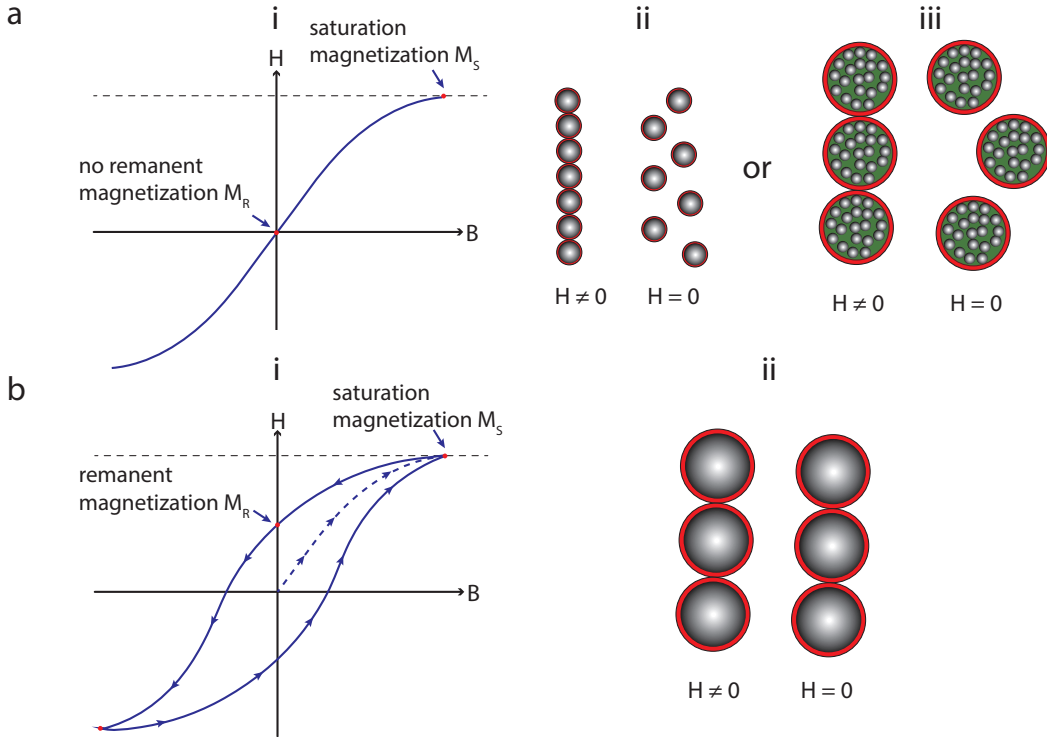 a
i
ii
iii
saturation
magnetization M_S
H
no remanent
magnetization M_R
B
or
H ≠ 0
H = 0
H ≠ 0
H = 0
b
i
ii
saturation
magnetization M_S
H
remanent
magnetization M_R
B
H ≠ 0
H = 0